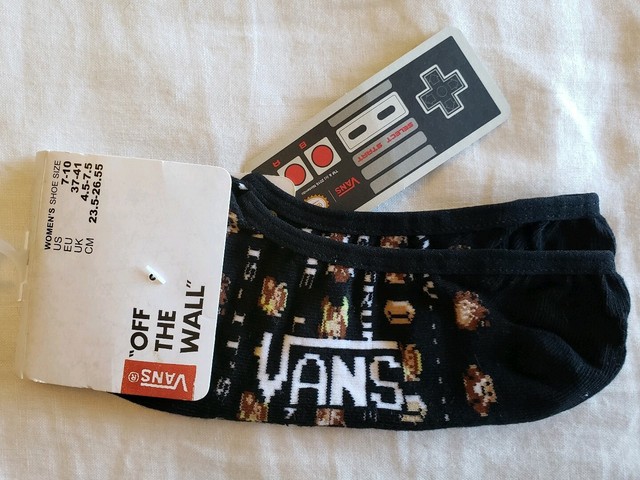 WOMEN'S SHOE SIZE
US 7-10
EU 37-41
UK 4.5-7.5
CM 23.5-26.55
"OFF
THE
WALL"
VANS®
SELECT START
B A
VANS
VANS